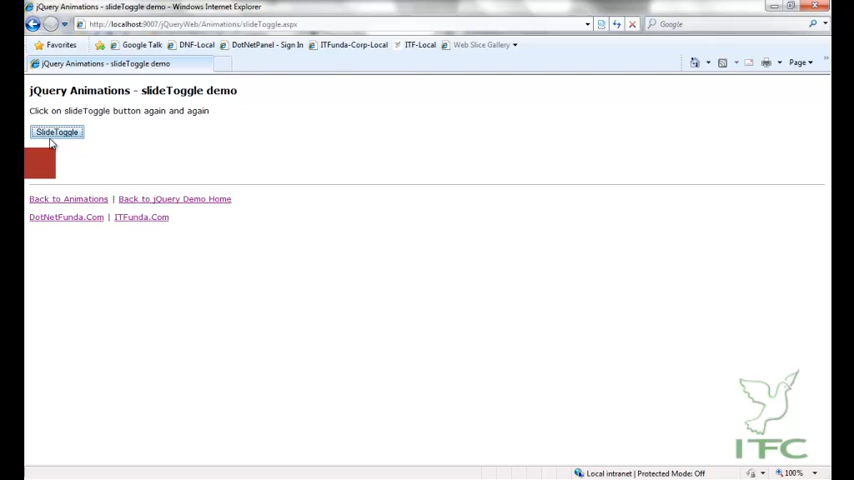 jQuery Animations - slideToggle demo - Windows Internet Explorer
http://localhost:9007/jQueryWeb/Animations/slideToggle.aspx
Google
Favorites Google Talk DNF-Local DotNetPanel - Sign In ITFunda-Corp-Local ITF-Local Web Slice Gallery
jQuery Animations - slideToggle demo
Page
jQuery Animations - slideToggle demo
Click on slideToggle button again and again
SlideToggle
Back to Animations | Back to jQuery Demo Home
DotNetFunda.Com | ITFunda.Com
ITFC
Local intranet | Protected Mode: Off
100%